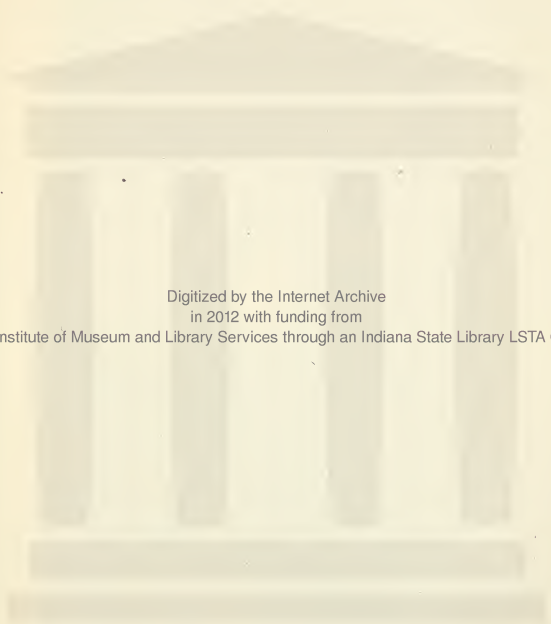 Digitized by the Internet Archive
in 2012 with funding from
nstitute of Museum and Library Services through an Indiana State Library LSTA